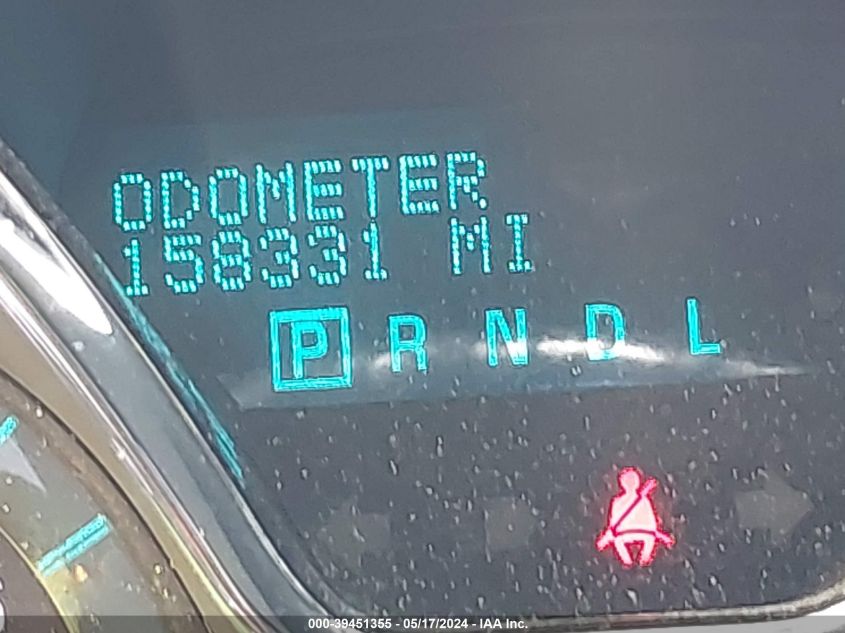 ODOMETER
158331 MI
P R N D L
000-39451355 - 05/17/2024 - IAA Inc.